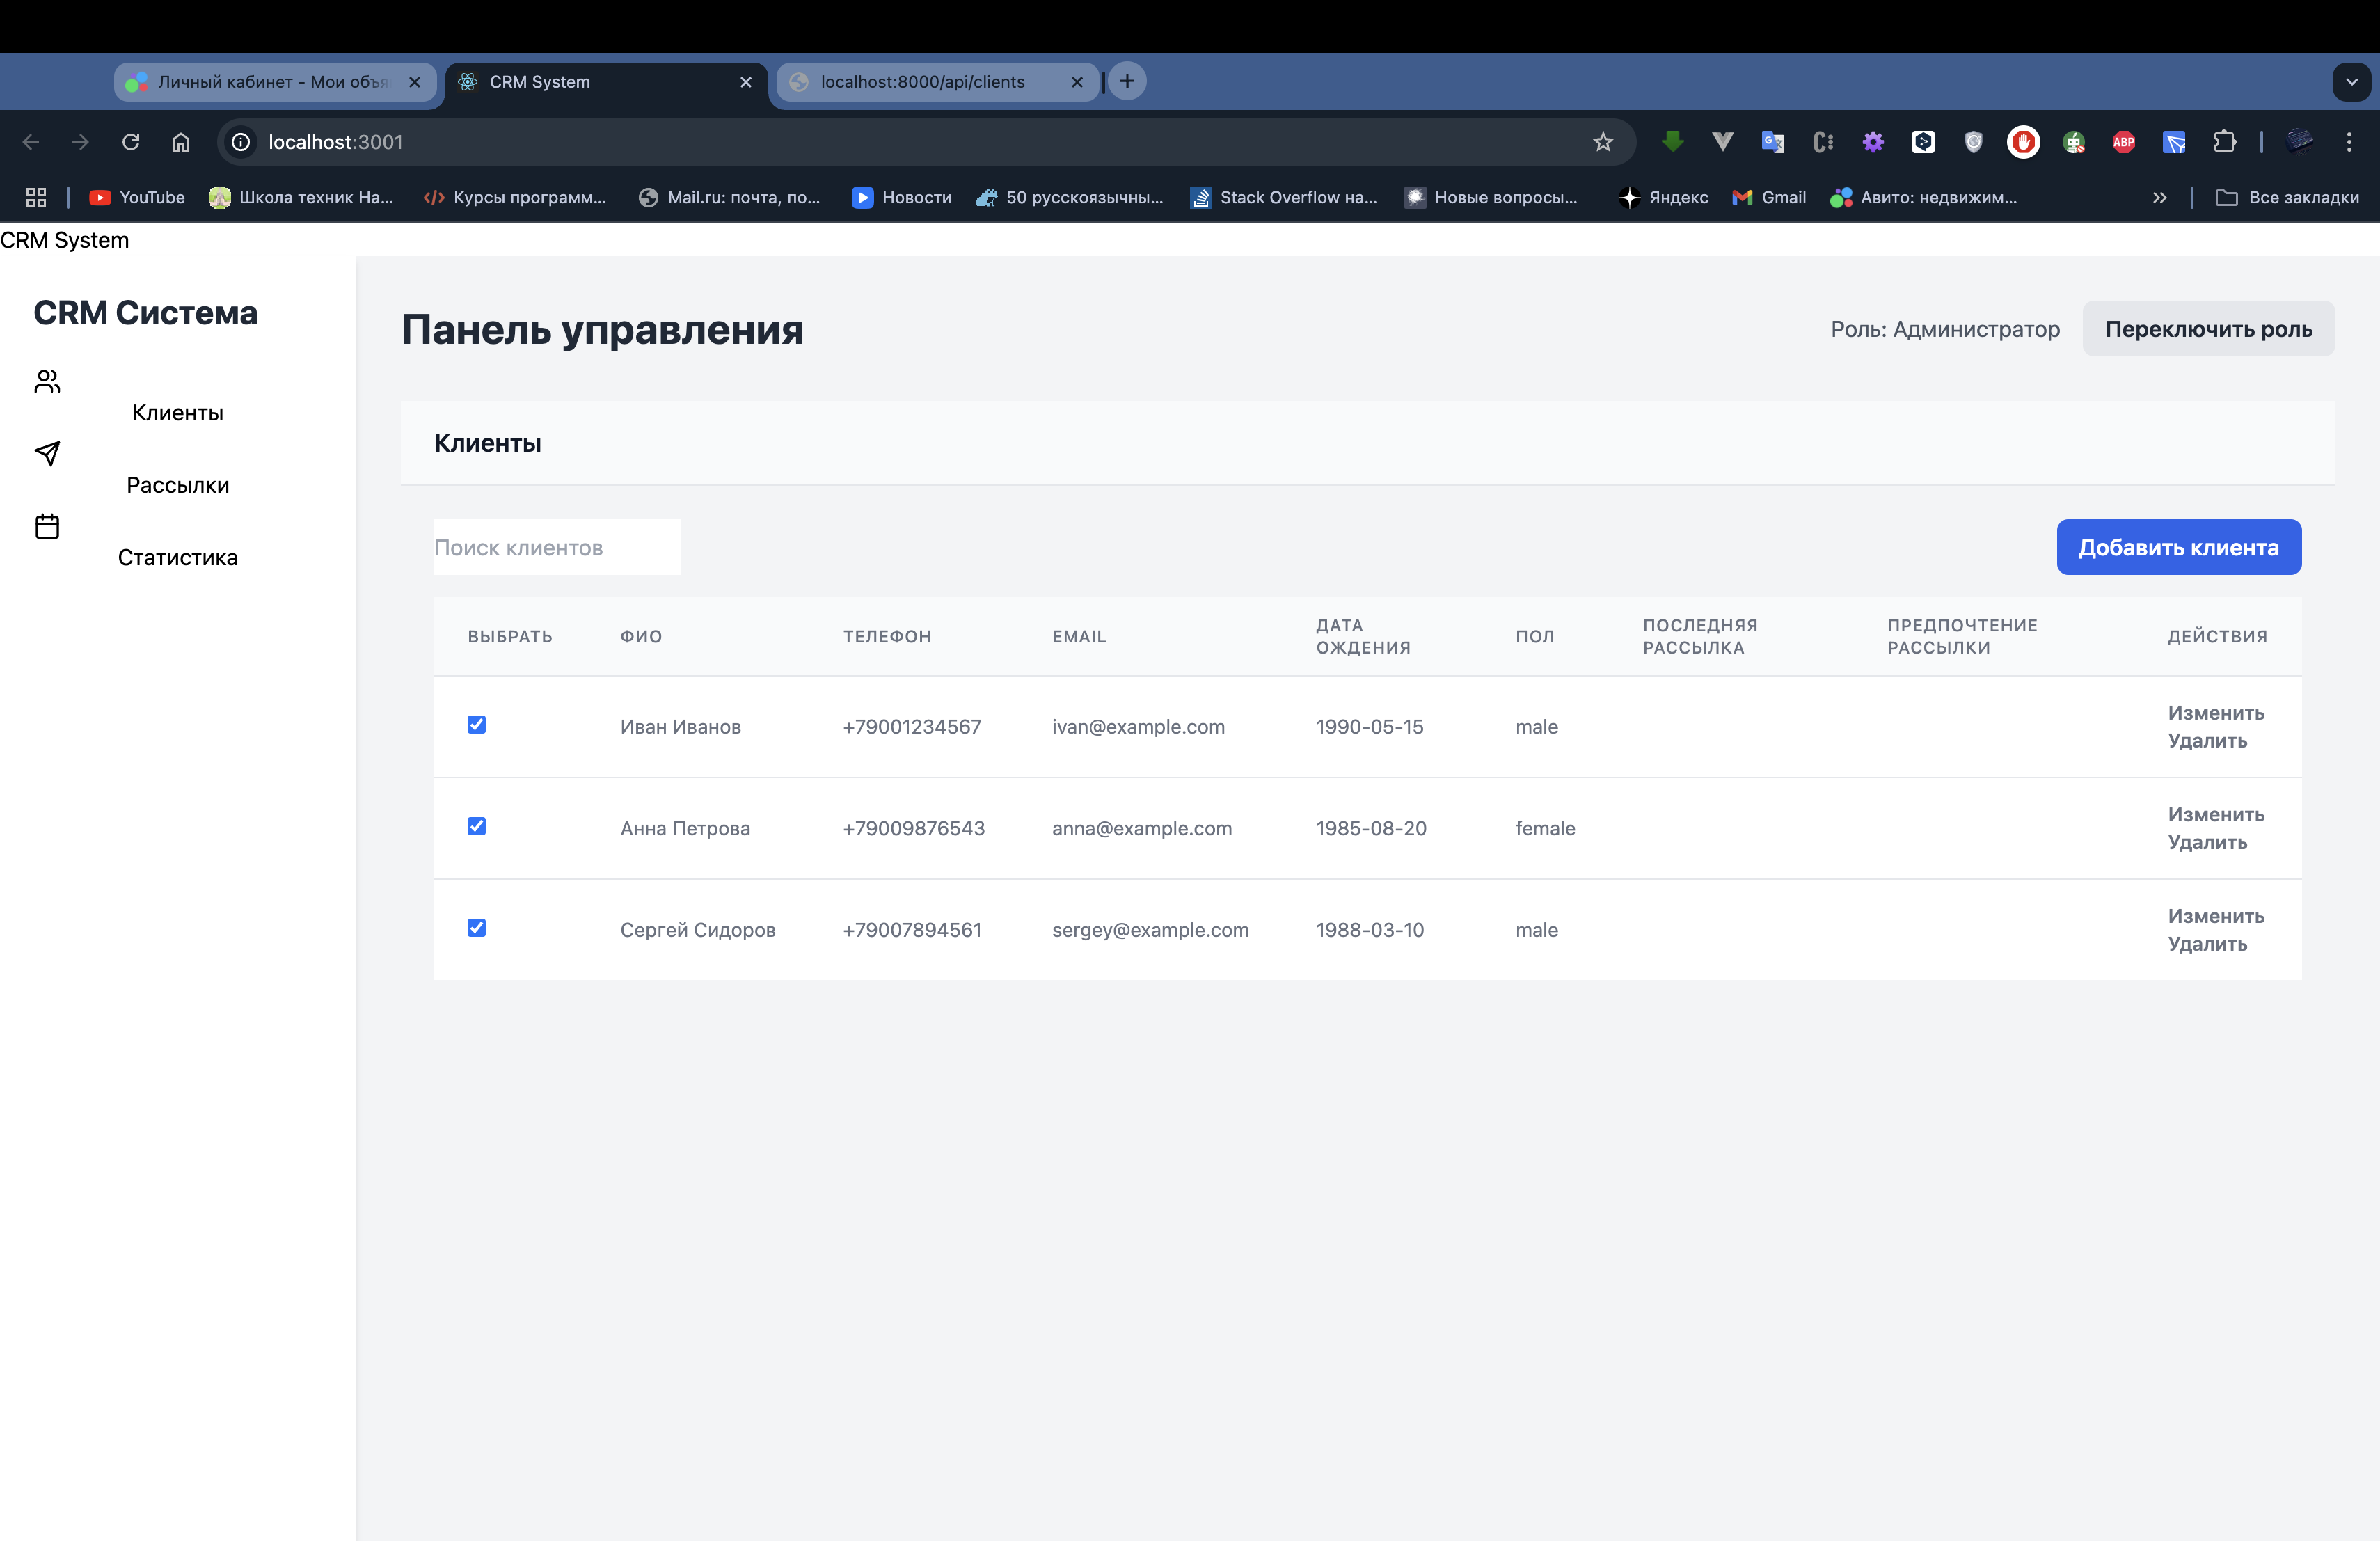 Личный кабинет - Мои объя
CRM System
localhost:8000/api/clients
localhost:3001
YouTube
Школа техник На...
Курсы программ...
Mail.ru: почта, по...
Новости
50 русскоязычны...
Stack Overflow на...
Новые вопросы...
Яндекс
Gmail
Авито: недвижим...
Все закладки
CRM System
CRM Система
Клиенты
Рассылки
Статистика
Панель управления
Роль: Администратор
Переключить роль
Клиенты
Поиск клиентов
Добавить клиента
ВЫБРАТЬ ФИО ТЕЛЕФОН EMAIL ДАТА ОЖДЕНИЯ ПОЛ ПОСЛЕДНЯЯ РАССЫЛКА ПРЕДПОЧТЕНИЕ РАССЫЛКИ ДЕЙСТВИЯ
Иван Иванов +79001234567 ivan@example.com 1990-05-15 male Изменить
Удалить
Анна Петрова +79009876543 anna@example.com 1985-08-20 female Изменить
Удалить
Сергей Сидоров +79007894561 sergey@example.com 1988-03-10 male Изменить
Удалить
ABP